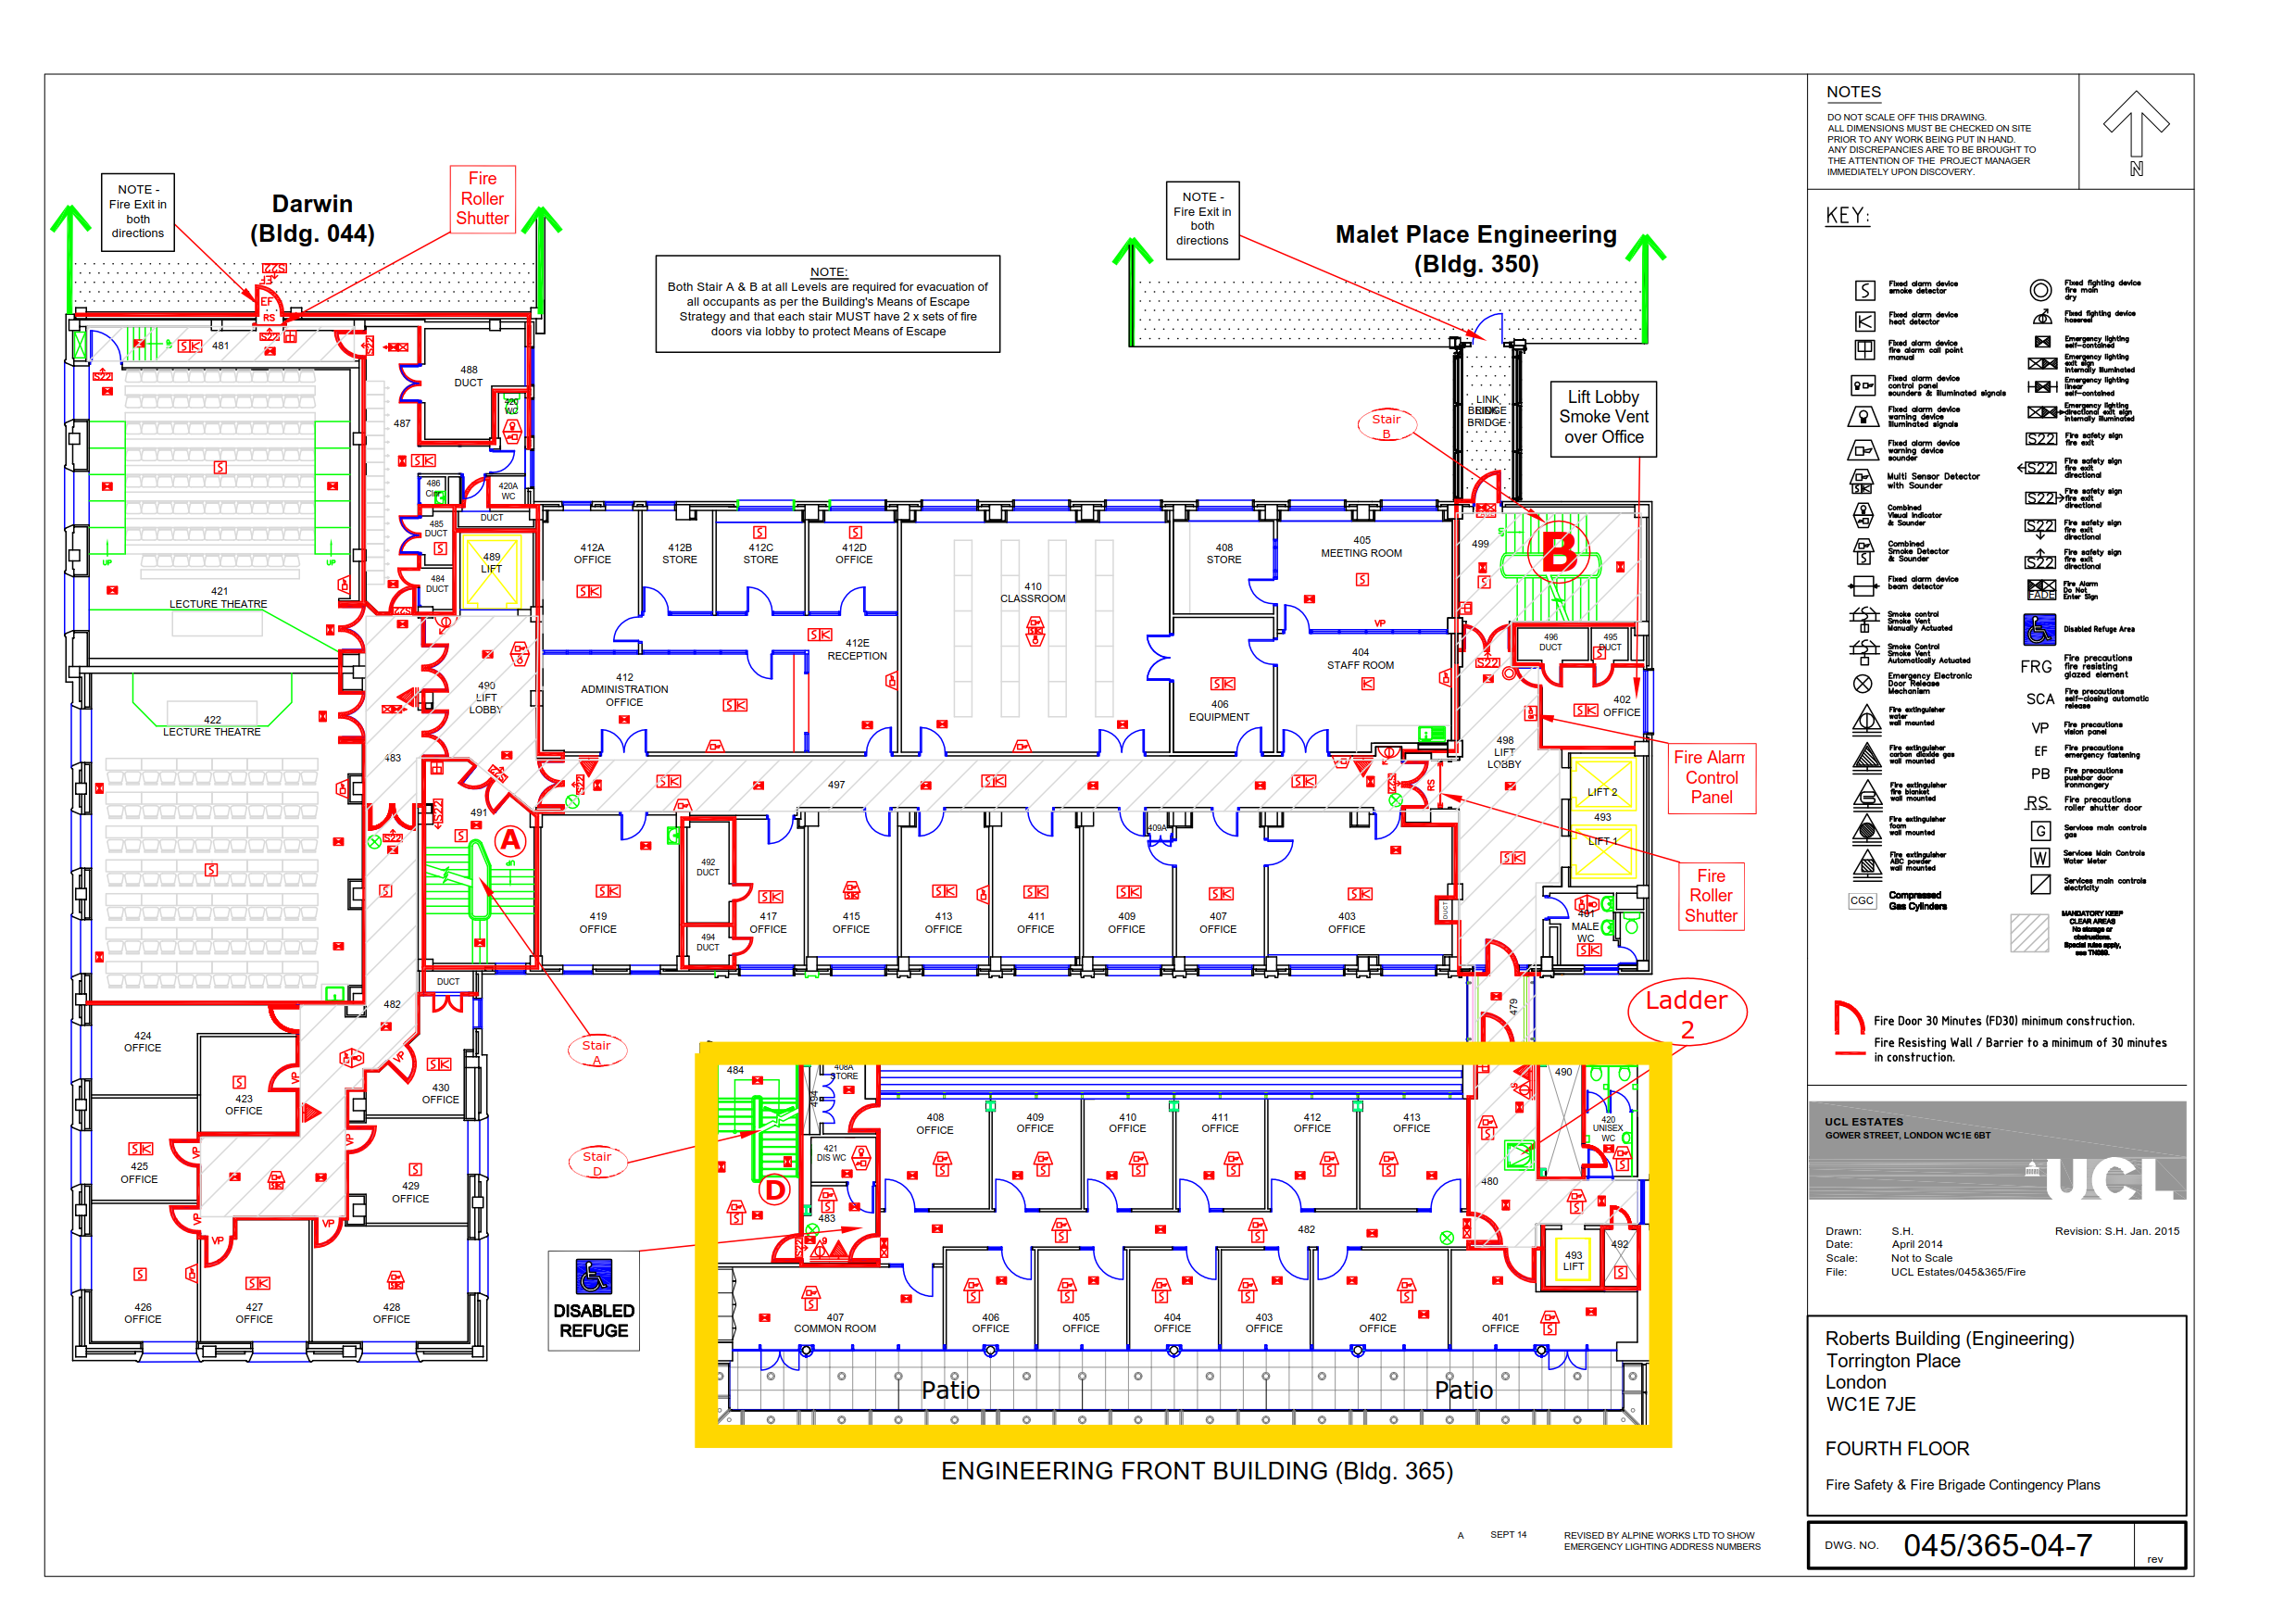 NOTE -
Fire Exit in
both
directions
Darwin
(Bldg. 044)
Fire
Roller
Shutter
NOTE:
Both Stair A & B at all Levels are required for evacuation of
all occupants as per the Building's Means of Escape
Strategy and that each stair MUST have 2 x sets of fire
doors via lobby to protect Means of Escape
NOTE -
Fire Exit in
both
directions
Malet Place Engineering
(Bldg. 350)
Stair
B
Lift Lobby
Smoke Vent
over Office
LINK
BRIDGE
BRIDGE
481
488
DUCT
420
WC
487
486
420A
WC
DUCT
485
DUCT
484
DUCT
489
LIFT
421
LECTURE THEATRE
422
LECTURE THEATRE
490
LIFT
LOBBY
483
491
A
482
DUCT
412A
OFFICE
412B
STORE
412C
STORE
412D
OFFICE
412E
RECEPTION
412
ADMINISTRATION
OFFICE
410
CLASSROOM
408
STORE
405
MEETING ROOM
404
STAFF ROOM
406
EQUIPMENT
499
B
496
DUCT
495
DUCT
402
OFFICE
498
LIFT
LOBBY
LIFT 2
493
LIFT 1
401
MALE
WC
497
Fire Alarm
Control
Panel
Fire
Roller
Shutter
419
OFFICE
492
DUCT
494
DUCT
417
OFFICE
415
OFFICE
413
OFFICE
411
OFFICE
409A
409
OFFICE
407
OFFICE
403
OFFICE
DUCT
479
Ladder
2
Stair
A
424
OFFICE
423
OFFICE
430
OFFICE
425
OFFICE
429
OFFICE
426
OFFICE
427
OFFICE
428
OFFICE
Stair
D
DISABLED
REFUGE
484
494
408A
STORE
421
DIS WC
D
483
408
OFFICE
409
OFFICE
410
OFFICE
411
OFFICE
412
OFFICE
413
OFFICE
490
420
UNISEX
WC
480
482
492
493
LIFT
407
COMMON ROOM
406
OFFICE
405
OFFICE
404
OFFICE
403
OFFICE
402
OFFICE
401
OFFICE
Patio
Patio
ENGINEERING FRONT BUILDING (Bldg. 365)
A SEPT 14 REVISED BY ALPINE WORKS LTD TO SHOW
EMERGENCY LIGHTING ADDRESS NUMBERS
NOTES
DO NOT SCALE OFF THIS DRAWING.
ALL DIMENSIONS MUST BE CHECKED ON SITE
PRIOR TO ANY WORK BEING PUT IN HAND.
ANY DISCREPANCIES ARE TO BE BROUGHT TO
THE ATTENTION OF THE PROJECT MANAGER
IMMEDIATELY UPON DISCOVERY.
N
KEY:
Fixed alarm device
smoke detector
Fixed alarm device
heat detector
Fixed alarm device
fire alarm call point
manual
Fixed alarm device
control panel
sounders & illuminated signals
Fixed alarm device
warning device
illuminated signals
Fixed alarm device
warning device
sounder
Multi Sensor Detector
with Sounder
Combined
Visual Indicator
& Sounder
Combined
Smoke Detector
& Sounder
Fixed alarm device
beam detector
Smoke control
Smoke Vent
Manually Actuated
Smoke Control
Smoke Vent
Automatically Actuated
Emergency Electronic
Door Release
Mechanism
Fire extinguisher
water
wall mounted
Fire extinguisher
carbon dioxide gas
wall mounted
Fire extinguisher
fire blanket
wall mounted
Fire extinguisher
foam
wall mounted
Fire extinguisher
ABC powder
wall mounted
CGC Compressed
Gas Cylinders
Fixed fighting device
fire main
dry
Fixed fighting device
hosereel
Emergency lighting
self-contained
Emergency lighting
exit sign
internally illuminated
Emergency lighting
linear
self-contained
Emergency lighting
directional exit sign
internally illuminated
S22 Fire safety sign
fire exit
S22 Fire safety sign
fire exit
directional
S22 Fire safety sign
fire exit
directional
S22 Fire safety sign
fire exit
directional
S22 Fire safety sign
fire exit
directional
FADE Fire Alarm
Do Not
Enter Sign
Disabled Refuge Area
FRG Fire precautions
fire resisting
glazed element
SCA Fire precautions
self-closing automatic
release
VP Fire precautions
vision panel
EF Fire precautions
emergency fastening
PB Fire precautions
pushbar door
ironmongery
RS Fire precautions
roller shutter door
G Services main controls
gas
W Services Main Controls
Water Meter
Services main controls
electricity
MANDATORY KEEP
CLEAR AREAS
No storage or
obstructions.
Special rules apply,
Fire Door 30 Minutes (FD30) minimum construction.
Fire Resisting Wall / Barrier to a minimum of 30 minutes
in construction.
UCL ESTATES
GOWER STREET, LONDON WC1E 6BT
UCL
Drawn: S.H. Revision: S.H. Jan. 2015
Date: April 2014
Scale: Not to Scale
File: UCL Estates/045&365/Fire
Roberts Building (Engineering)
Torrington Place
London
WC1E 7JE
FOURTH FLOOR
Fire Safety & Fire Brigade Contingency Plans
DWG. NO. 045/365-04-7 rev